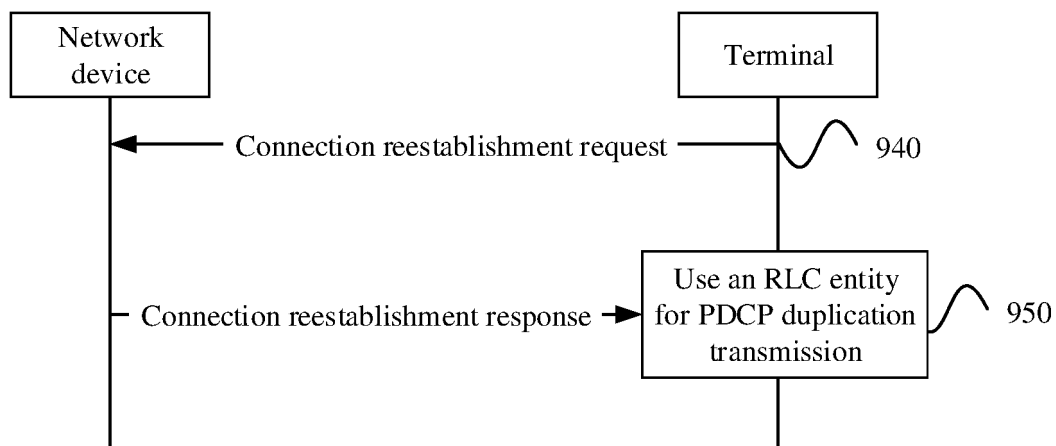 Network
device
Terminal
Connection reestablishment request
940
Use an RLC entity
for PDCP duplication
transmission
Connection reestablishment response
950